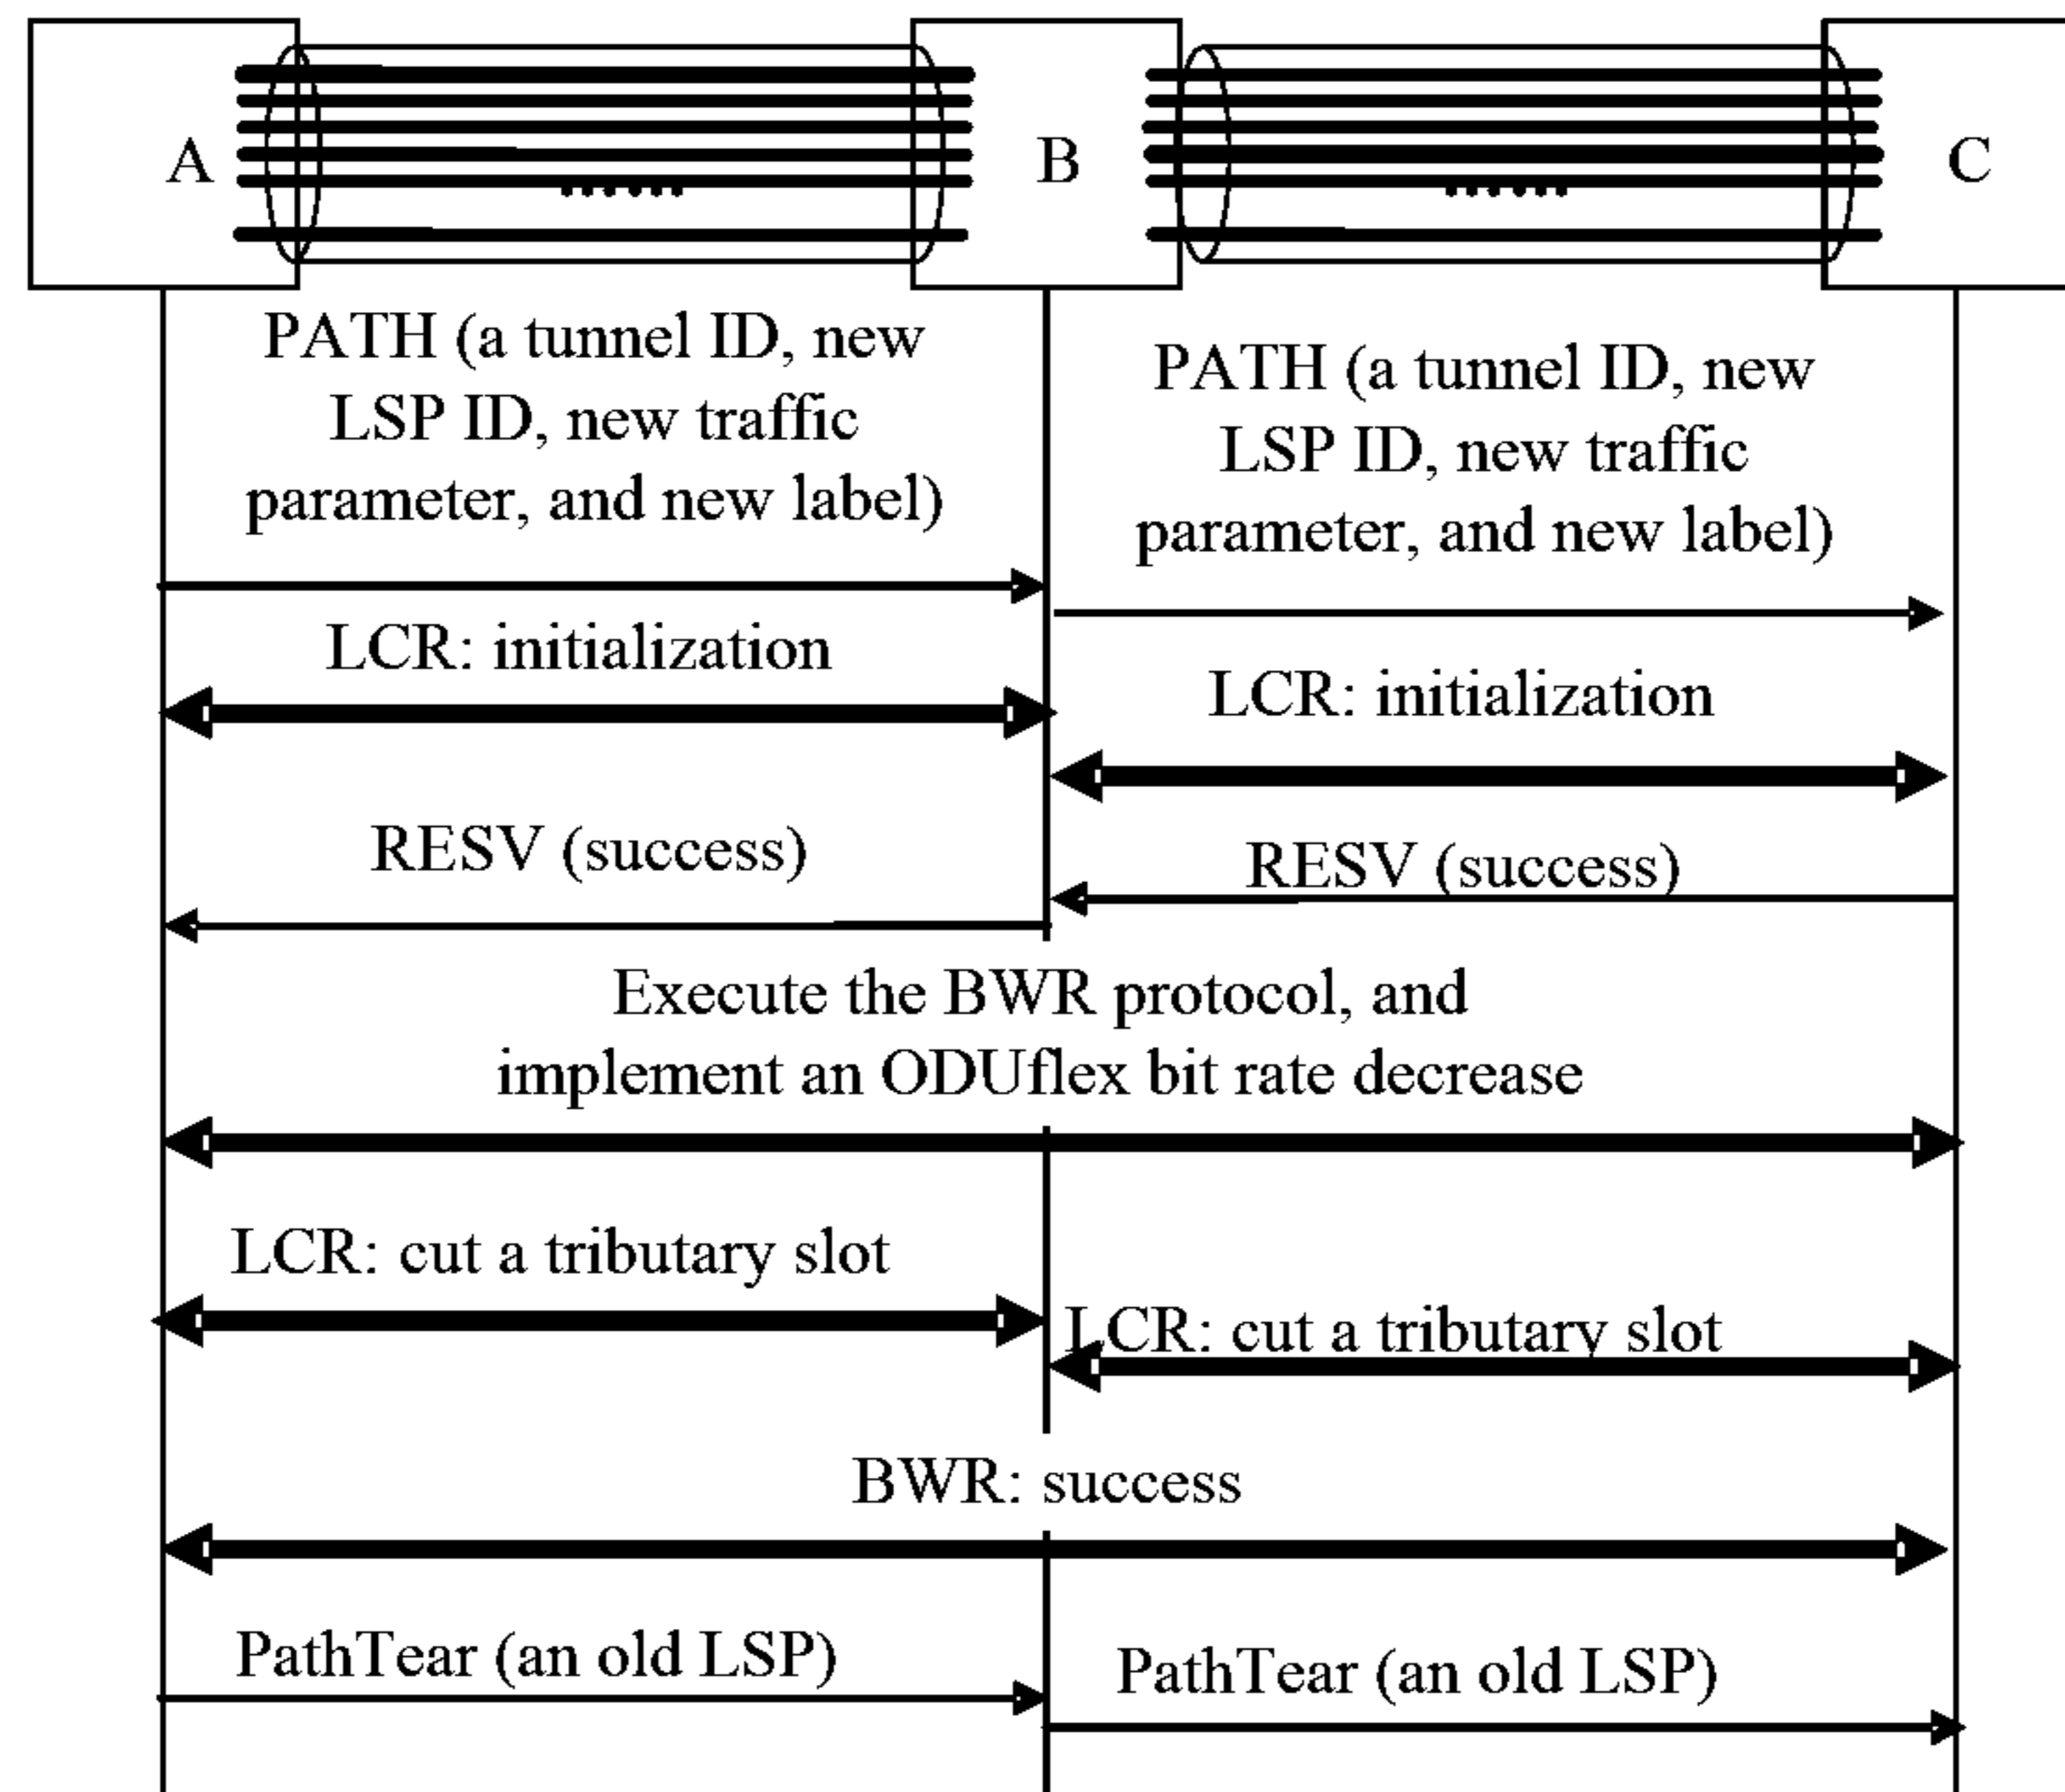 A
B
C
PATH (a tunnel ID, new
LSP ID, new traffic
parameter, and new label)
PATH (a tunnel ID, new
LSP ID, new traffic
parameter, and new label)
LCR: initialization
LCR: initialization
RESV (success)
RESV (success)
Execute the BWR protocol, and
implement an ODUflex bit rate decrease
LCR: cut a tributary slot
LCR: cut a tributary slot
BWR: success
PathTear (an old LSP)
PathTear (an old LSP)